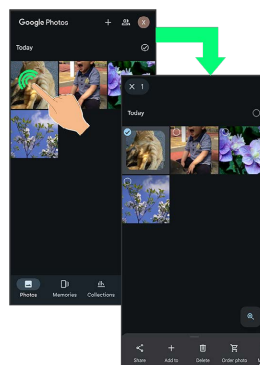 Google Photos
X
Today
Photos
Memories
Collections
1
Today
Share
Add to
Delete
Order photo